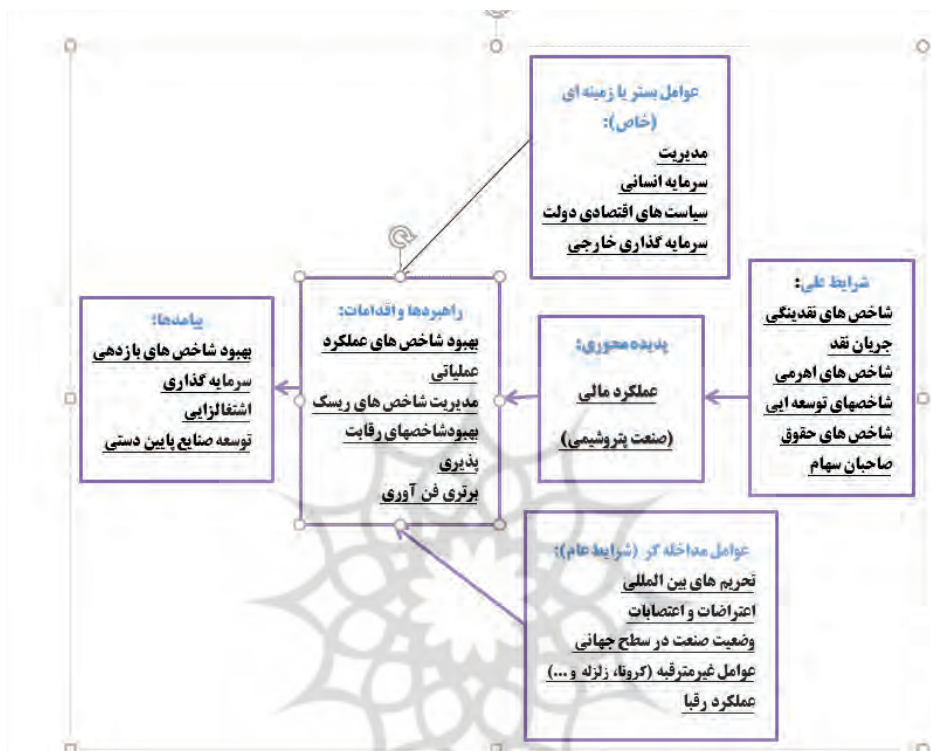 عوامل بستر یا زمینه ای
(خاص):
مدیریت
سرمایه انسانی
سیاست های اقتصادی دولت
سرمایه گذاری خارجی
شرایط علی:
شاخص های نقدینگی
جریان نقد
شاخص های اهرمی
شاخصهای توسعه ایی
شاخص های حقوق
صاحبان سهام
پدیده محوری:
عملکرد مالی
(صنعت پتروشیمی)
راهبردها و اقدامات:
بهبود شاخص های عملکرد
عملیاتی
مدیریت شاخص های ریسک
بهبودشاخصهای رقابت
پذیری
برتری فن آوری
پیامدها:
بهبود شاخص های بازدهی
سرمایه گذاری
اشتغالزایی
توسعه صنایع پایین دستی
عوامل مداخله گر (شرایط عام):
تحریم های بین المللی
اعتراضات و اعتصابات
وضعیت صنعت در سطح جهانی
عوامل غیرمترقبه (کرونا، زلزله و ...)
عملکرد رقبا